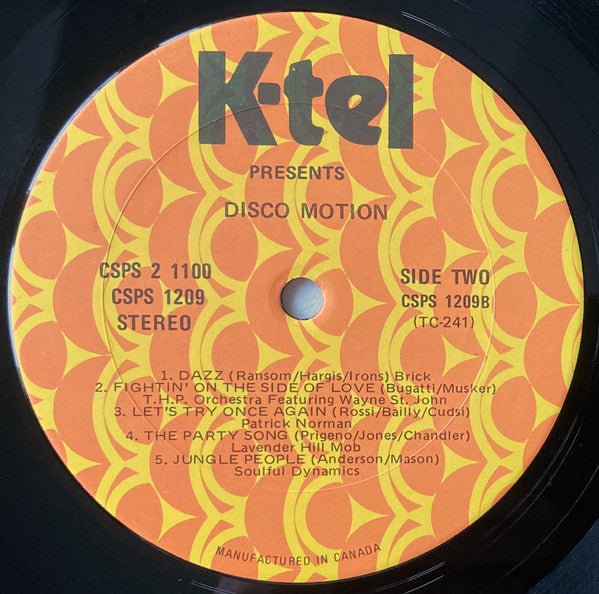 K-tel
PRESENTS
DISCO MOTION
CSPS 2 1100
CSPS 1209
STEREO
SIDE TWO
CSPS 1209B
(TC-241)
1. DAZZ (Ransom/Hargis/Irons) Brick
2. FIGHTIN' ON THE SIDE OF LOVE (Bugatti/Musker)
T.H.P. Orchestra Featuring Wayne St. John
3. LET'S TRY ONCE AGAIN (Rossi/Bailly/Cudsi)
Patrick Norman
4. THE PARTY SONG (Prigeno/Jones/Chandler)
Lavender Hill Mob
5. JUNGLE PEOPLE (Anderson/Mason)
Soulful Dynamics
MANUFACTURED IN CANADA